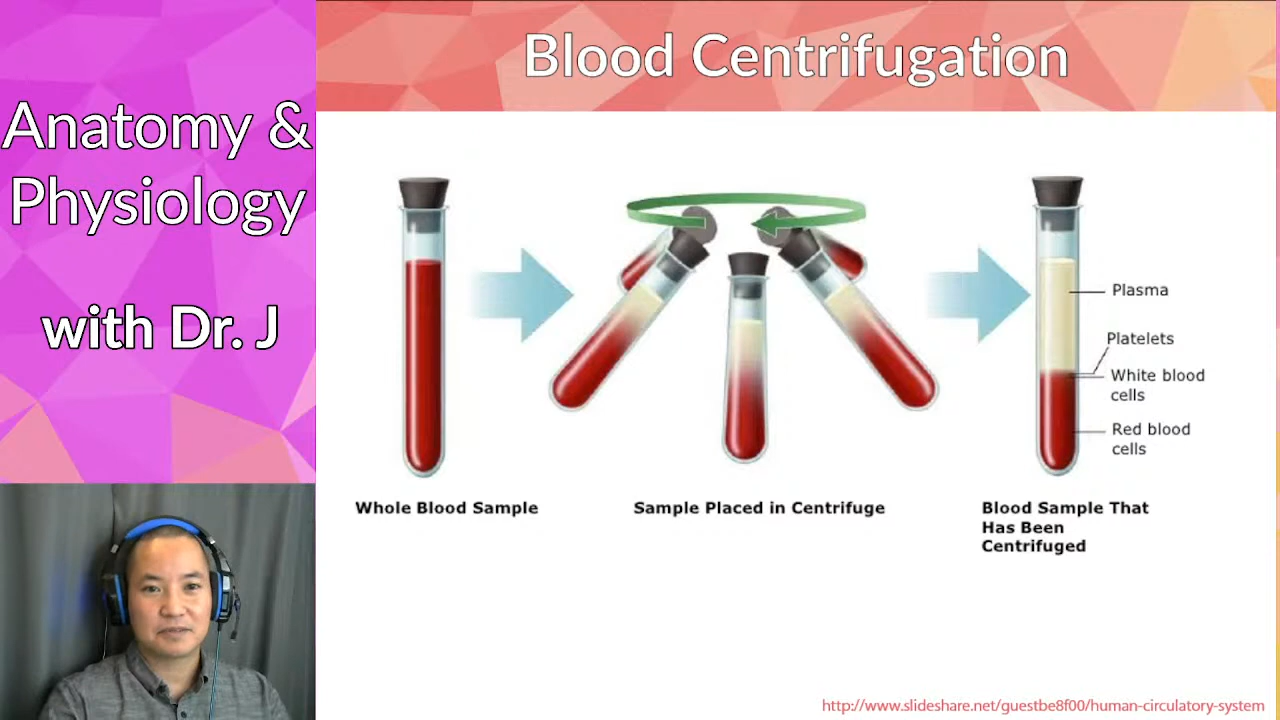 Anatomy &
Physiology
with Dr. J
Blood Centrifugation
Plasma
Platelets
White blood
cells
Red blood
cells
Whole Blood Sample
Sample Placed in Centrifuge
Blood Sample That
Has Been
Centrifuged
http://www.slideshare.net/guestbe8f00/human-circulatory-system